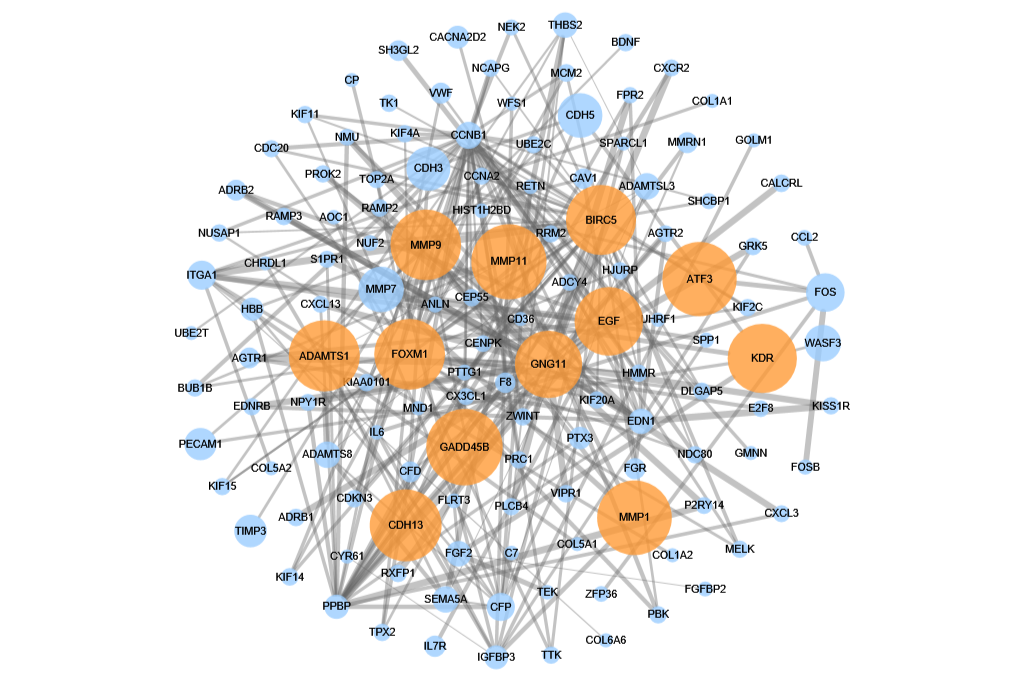 THBS2
NEK2
CACNA2D2
BDNF
SH3GL2
NCAPG
MCM2
CXCR2
CP
VWF
FPR2
TK1
WFS1
COL1A1
KIF11
CDH5
NMU
KIF4A
CCNB1
UBE2C
SPARCL1
MMRN1
GOLM1
CDC20
CDH3
PROK2
TOP2A
CCNA2
RETN
CAV1
ADAMTSL3
CALCRL
ADRB2
RAMP2
HIST1H2BD
SHCBP1
RAMP3
AOC1
BIRC5
NUSAP1
NUF2
MMP9
RRM2
AGTR2
CCL2
GRK5
CHRDL1
S1PR1
MMP11
HJURP
ITGA1
ADCY4
ATF3
MMP7
CEP55
FOS
HBB
CXCL13
ANLN
KIF2C
CD36
EGF
UHRF1
UBE2T
CENPK
SPP1
WASF3
AGTR1
ADAMTS1
FOXM1
GNG11
KDR
PTTG1
HMMR
BUB1B
KIAA0101
F8
DLGAP5
CX3CL1
EDNRB
NPY1R
MND1
KIF20A
E2F8
KISS1R
ZWINT
EDN1
IL6
PECAM1
GADD45B
PTX3
ADAMTS8
PRC1
NDC80
GMNN
COL5A2
CFD
FGR
FOSB
KIF15
CDKN3
FLRT3
VIPR1
PLCB4
P2RY14
CXCL3
ADRB1
MMP1
TIMP3
CDH13
COL5A1
MELK
CYR61
FGF2
C7
COL1A2
KIF14
RXFP1
FGFBP2
TEK
ZFP36
SEMA5A
PPBP
CFP
PBK
TPX2
COL6A6
IL7R
IGFBP3
TTK